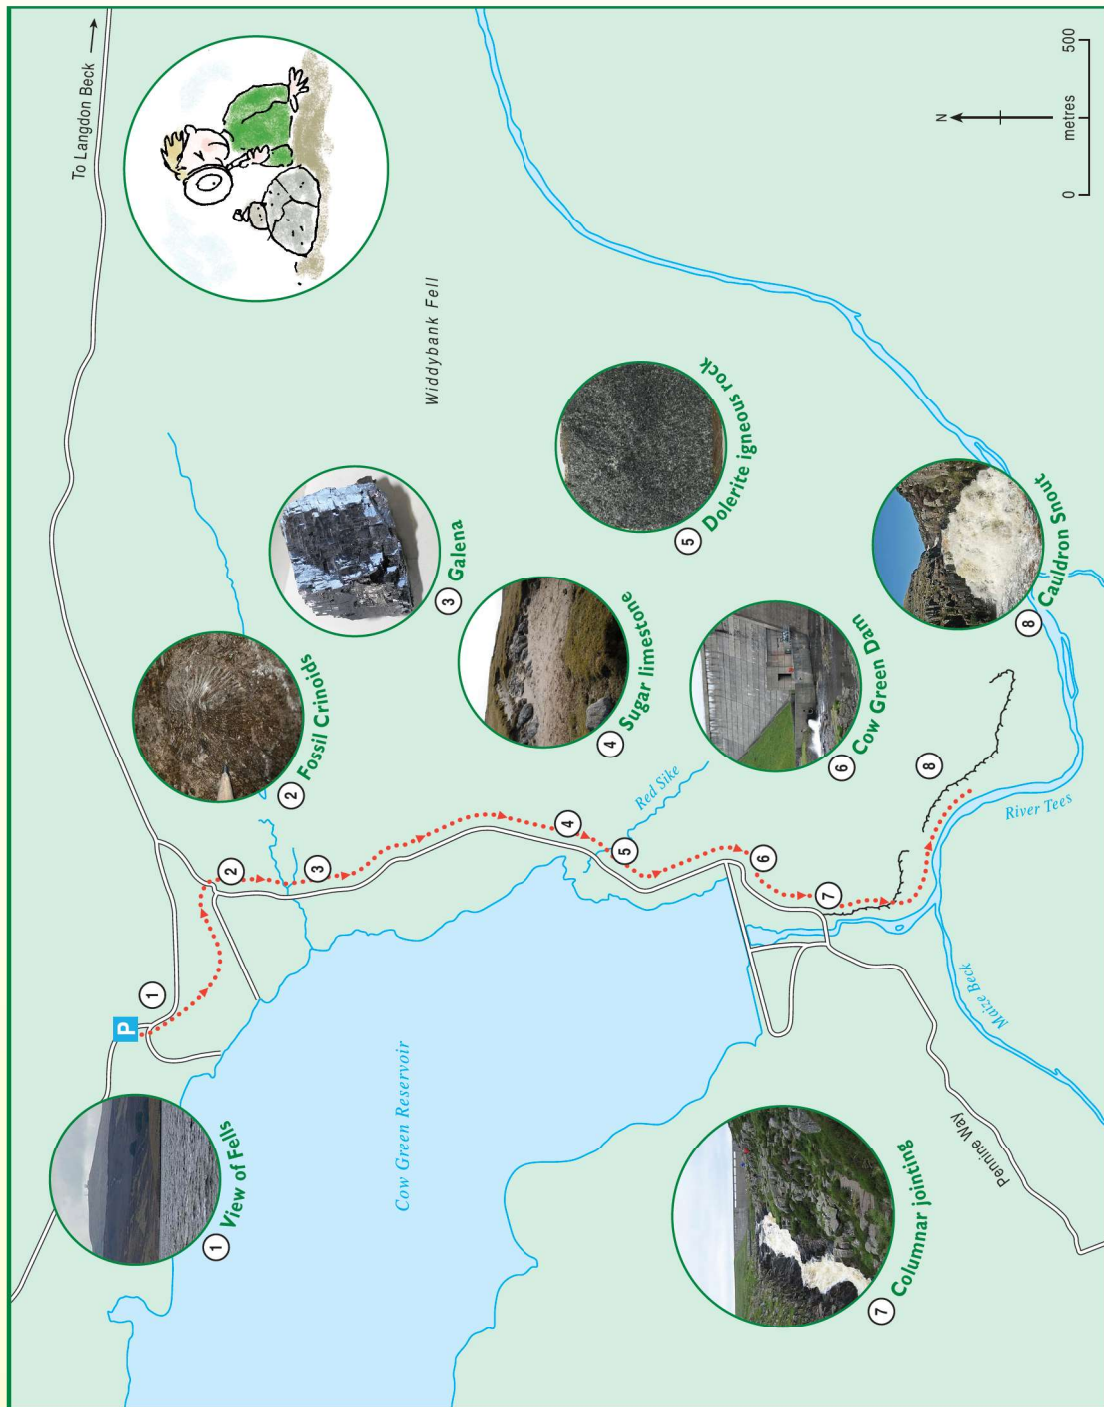 To Langdon Beck
P
1
1 View of Fells
2 Fossil Crinoids
2
3 Galena
3
Widdybank Fell
Cow Green Reservoir
4 Sugar limestone
4
5 Dolerite igneous rock
5
Red Sike
6 Cow Green Dam
6
7 Columnar jointing
7
8 Cauldron Snout
8
River Tees
Maize Beck
Pennine Way
N
0 500
metres